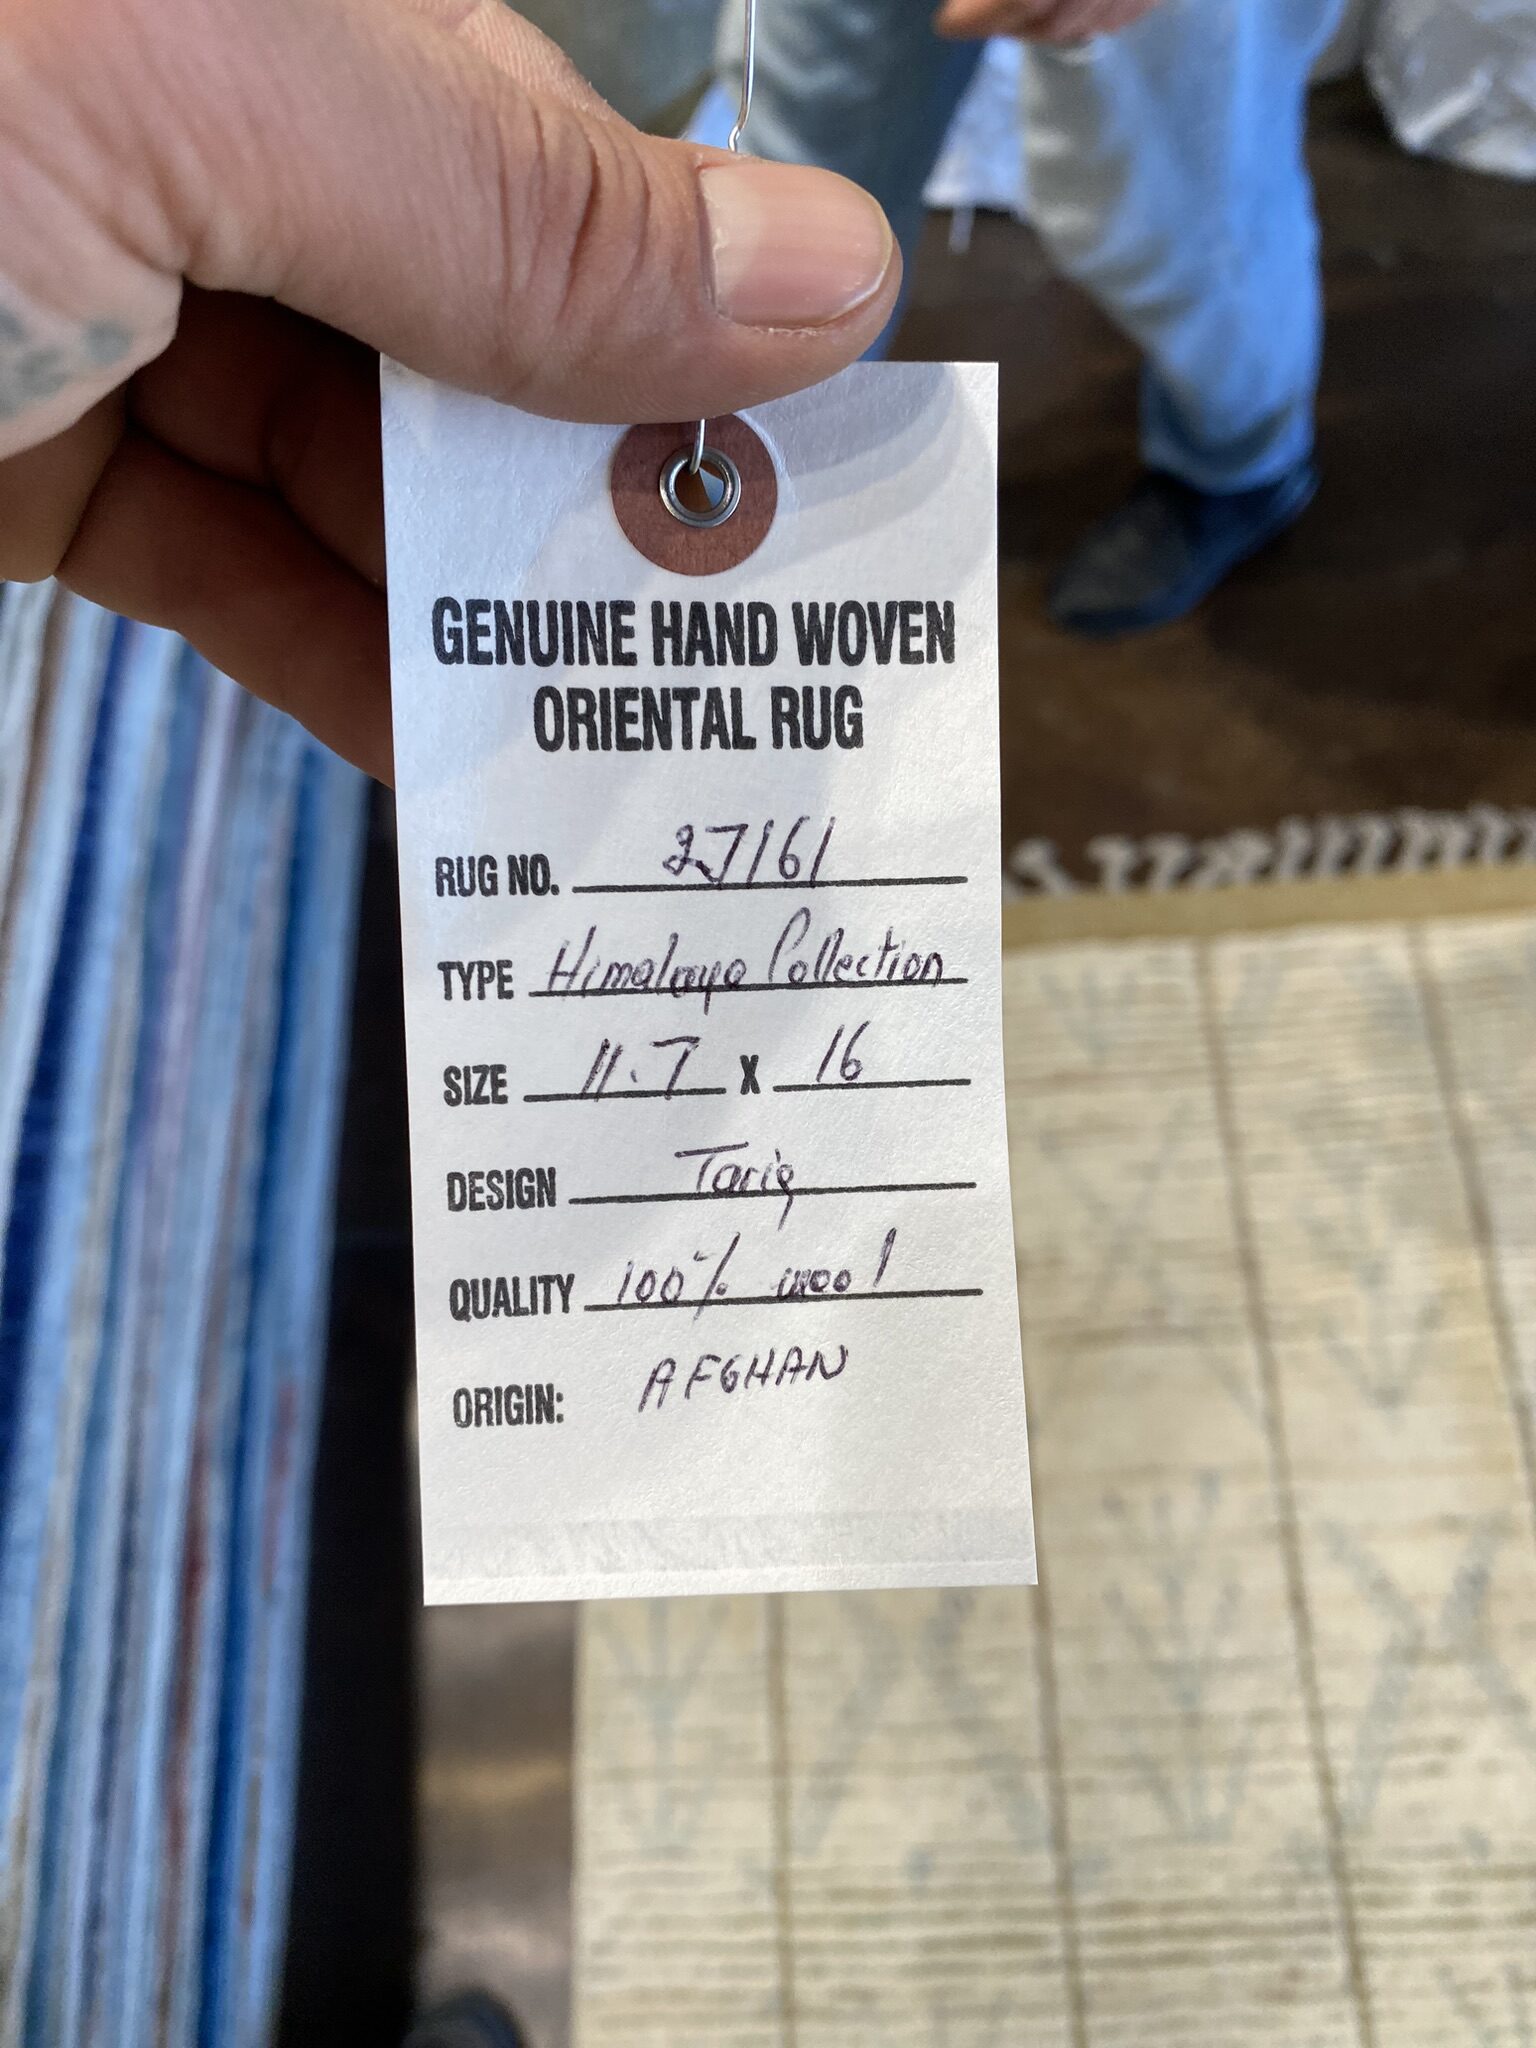 GENUINE HAND WOVEN
ORIENTAL RUG
RUG NO. 27161
TYPE Himalaya Collection
SIZE 11.7 X 16
DESIGN Tariq
QUALITY 100% wool
ORIGIN: AFGHAN